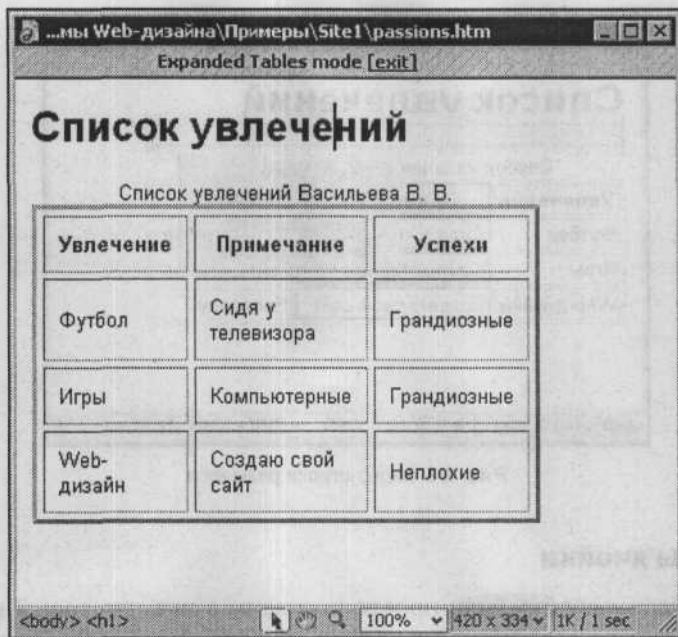 ...мы Web-дизайна\Примеры\Site1\passions.htm
Expanded Tables mode [exit]
Список увлечений
Список увлечений Васильева В. В.
Увлечение Примечание Успехи
Футбол Сидя у телевизора Грандиозные
Игры Компьютерные Грандиозные
Web-дизайн Создаю свой сайт Неплохие
<body> <h1> 100% 420 x 334 1K / 1 sec